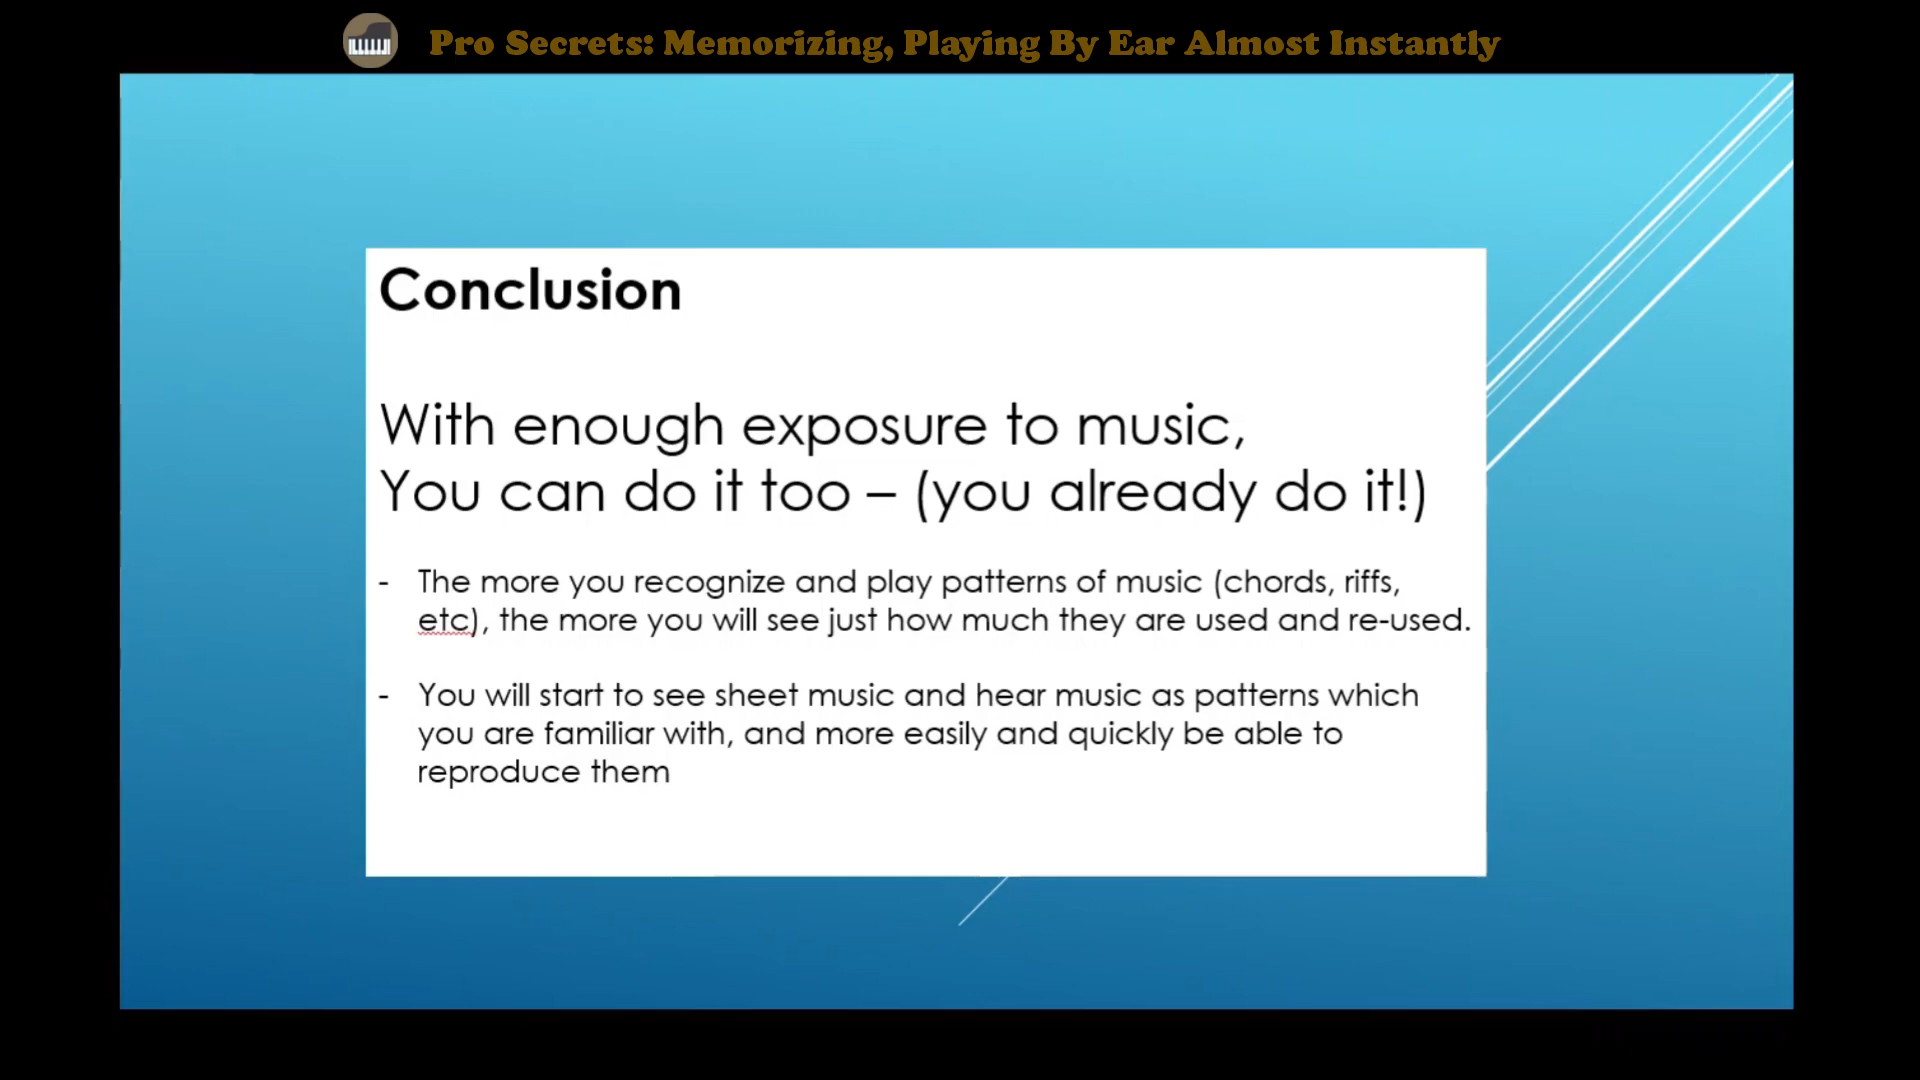 Pro Secrets: Memorizing, Playing By Ear Almost Instantly
Conclusion
With enough exposure to music,
You can do it too – (you already do it!)
- The more you recognize and play patterns of music (chords, riffs,
etc), the more you will see just how much they are used and re-used.
- You will start to see sheet music and hear music as patterns which
you are familiar with, and more easily and quickly be able to
reproduce them